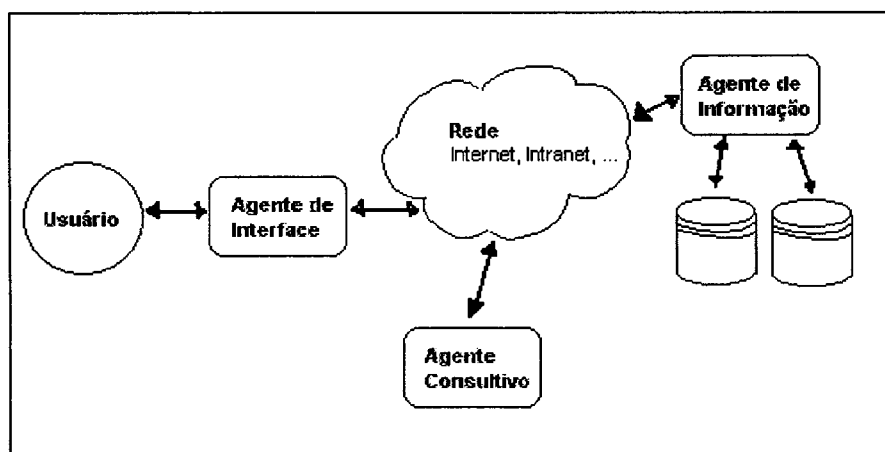 Usuário
Agente de
Interface
Rede
Internet, Intranet, ...
Agente de
Informação
Agente
Consultivo